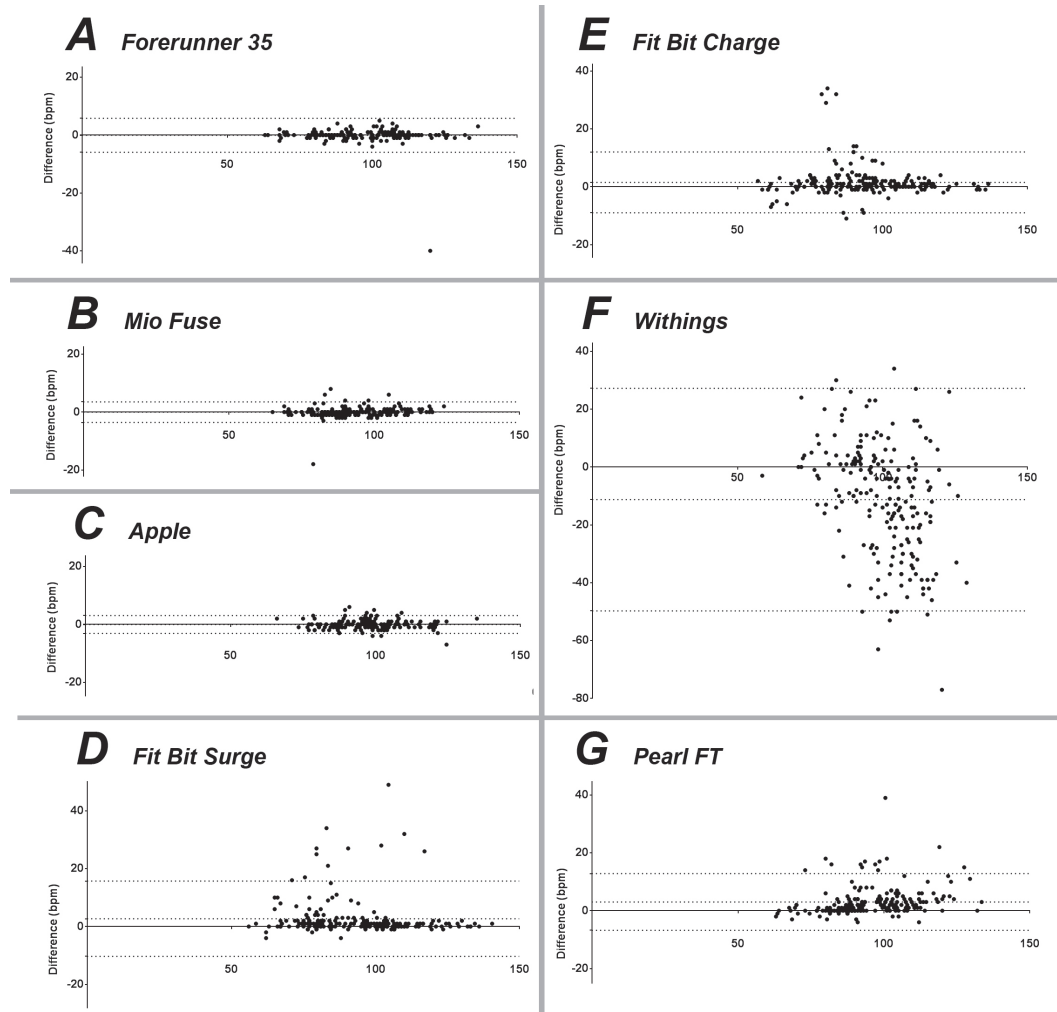 A Forerunner 35
20
0
-20
-40
50 100 150
Difference (bpm)
B Mio Fuse
20
0
-20
50 100 150
Difference (bpm)
C Apple
20
0
-20
50 100 150
Difference (bpm)
D Fit Bit Surge
40
20
0
-20
50 100 150
Difference (bpm)
E Fit Bit Charge
40
20
0
-20
50 100 150
Difference (bpm)
F Withings
40
20
0
-20
-40
-60
-80
50 100 150
Difference (bpm)
G Pearl FT
40
20
0
-20
50 100 150
Difference (bpm)